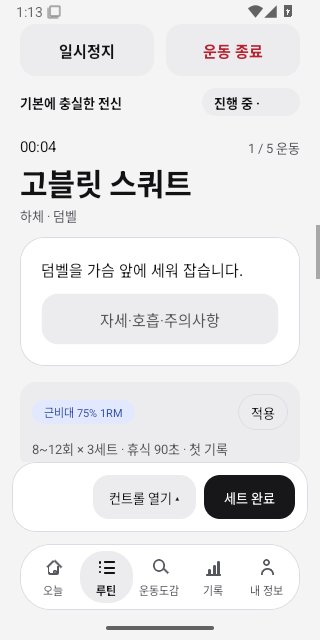 1:13
일시정지
운동 종료
기본에 충실한 전신
진행 중 ·
00:04
1 / 5 운동
고블릿 스쿼트
하체 · 덤벨
덤벨을 가슴 앞에 세워 잡습니다.
자세·호흡·주의사항
근비대 75% 1RM
적용
8~12회 × 3세트 · 휴식 90초 · 첫 기록
컨트롤 열기 ▴
세트 완료
오늘
루틴
운동도감
기록
내 정보